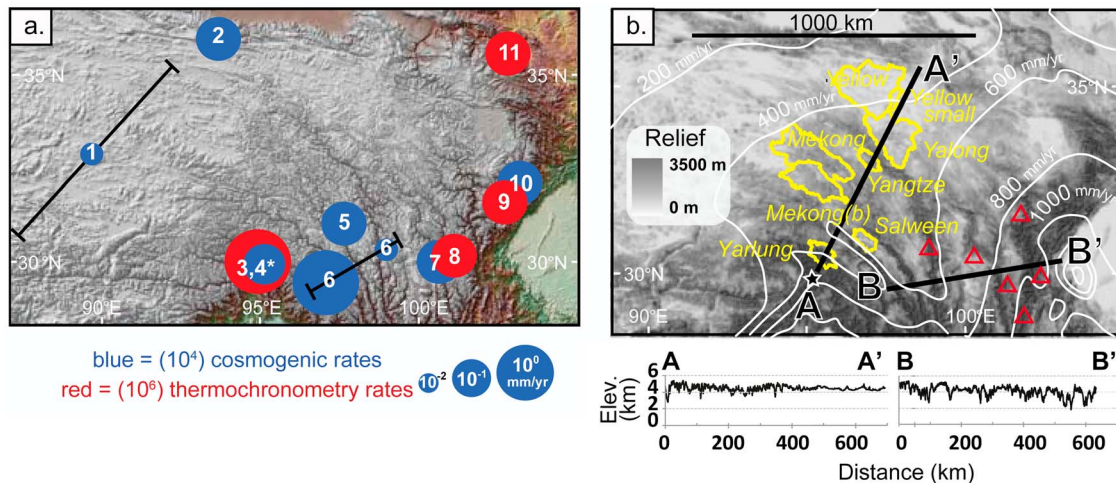 a.
2
11
35°N
1
10
9
5
6
7
8
3,4*
6
30°N
90°E
95°E
100°E
blue = (10⁴) cosmogenic rates
red = (10⁶) thermochronometry rates
10⁻²
10⁻¹
10⁰
mm/yr
b.
1000 km
200 mm/yr
400 mm/yr
600 mm/yr
800 mm/yr
1000 mm/yr
A'
35°N
Yellow
Yellow
small
Relief
3500 m
0 m
Mekong
Yalong
Yangtze
Mekong(b)
Salween
Yarlung
30°N
A
B
B'
90°E
100°E
A
A'
B
B'
Elev.
(km)
6
4
2
0
0
200
400
600
0
200
400
600
Distance (km)